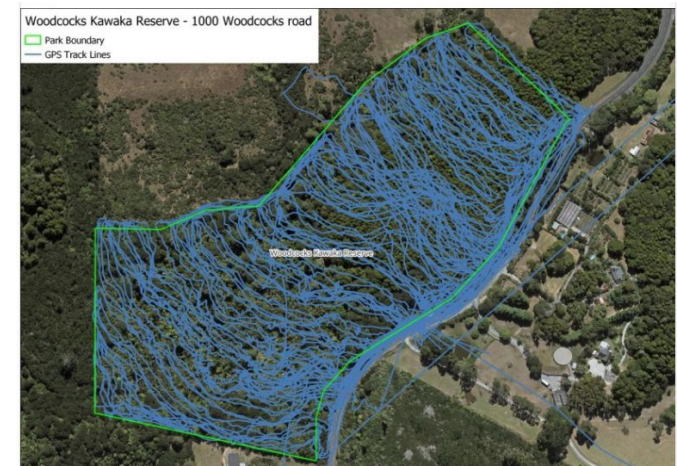 Woodcocks Kawaka Reserve - 1000 Woodcocks road
Park Boundary
GPS Track Lines
Woodcocks Kawaka Reserve